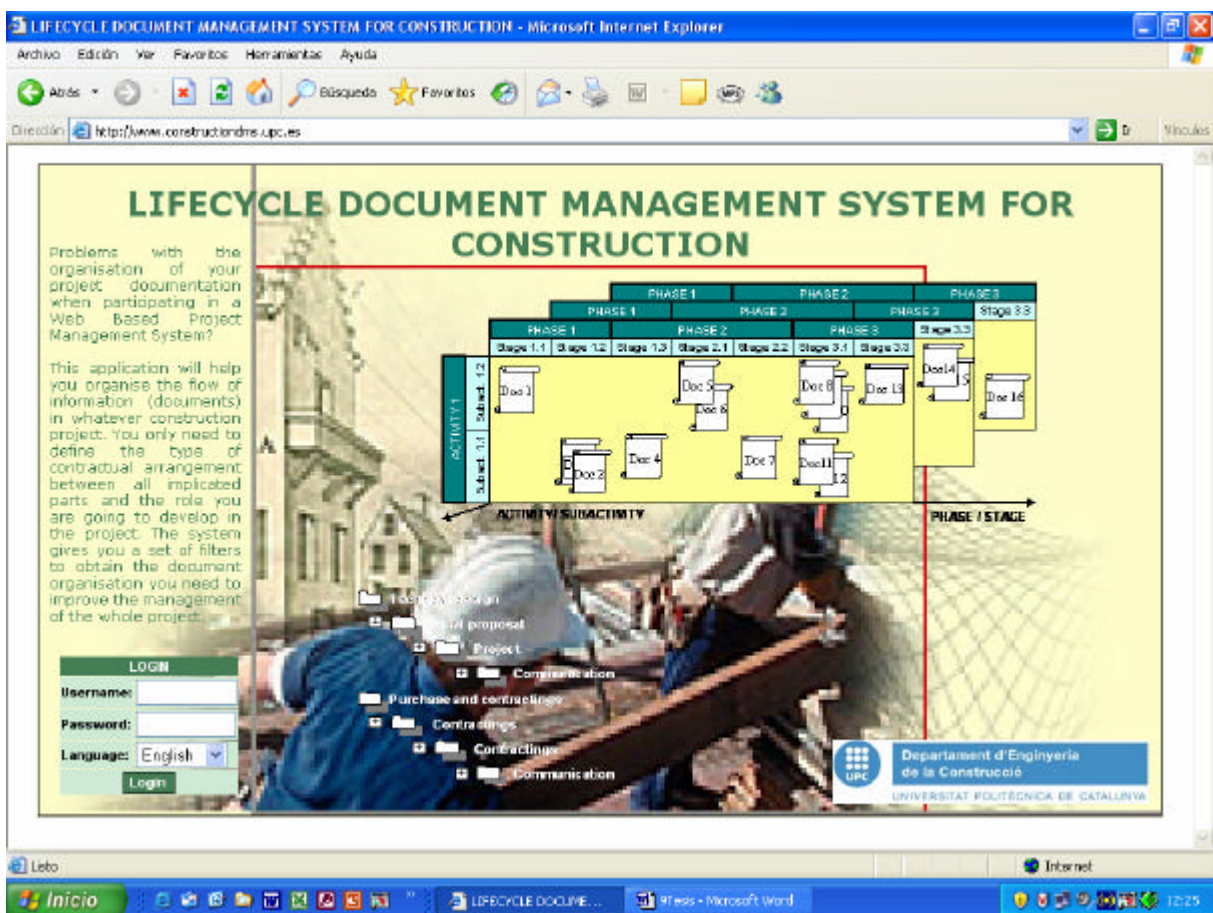 LIFECYCLE DOCUMENT MANAGEMENT SYSTEM FOR CONSTRUCTION - Microsoft Internet Explorer
Archivo Edición Ver Favoritos Herramientas Ayuda
Atrás Búsqueda Favoritos
Dirección http://www.constructiondms.upc.es Ir Vínculos
LIFECYCLE DOCUMENT MANAGEMENT SYSTEM FOR
CONSTRUCTION
Problems with the
organisation of your
project documentation
when participating in a
Web Based Project
Management System?
This application will help
you organise the flow of
information (documents)
in whatever construction
project. You only need to
define the type of
contractual arrangement
between all implicated
parts and the role you
are going to develop in
the project. The system
gives you a set of filters
to obtain the document
organisation you need to
improve the management
of the whole project.
LOGIN
Username:
Password:
Language: English
Login
PHASE 1 PHASE 2 PHASE 3
PHASE 1 PHASE 2 PHASE 3 Stage 3.3
PHASE 1 PHASE 2 PHASE 3 Stage 3.3
Stage 1.1 Stage 1.2 Stage 1.3 Stage 2.1 Stage 2.2 Stage 3.1 Stage 3.3
ACTIVITY 1
Subact. 1.2
Subact. 1.1
Doc 1 Doc 5 Doc 6 Doc 8 Doc 13 Doc14 Doc 16
Doc 4 Doc 7 Doc11
ACTIVITY/ SUBACTIVITY PHASE / STAGE
proposal
Project
Communication
Purchase and contractings
Contractings
Contractings
Communication
UPC
Departament d'Enginyeria
de la Construcció
UNIVERSITAT POLITÈCNICA DE CATALUNYA
Listo Internet
Inicio LIFECYCLE DOCUME... 9Tesis - Microsoft Word 12:25